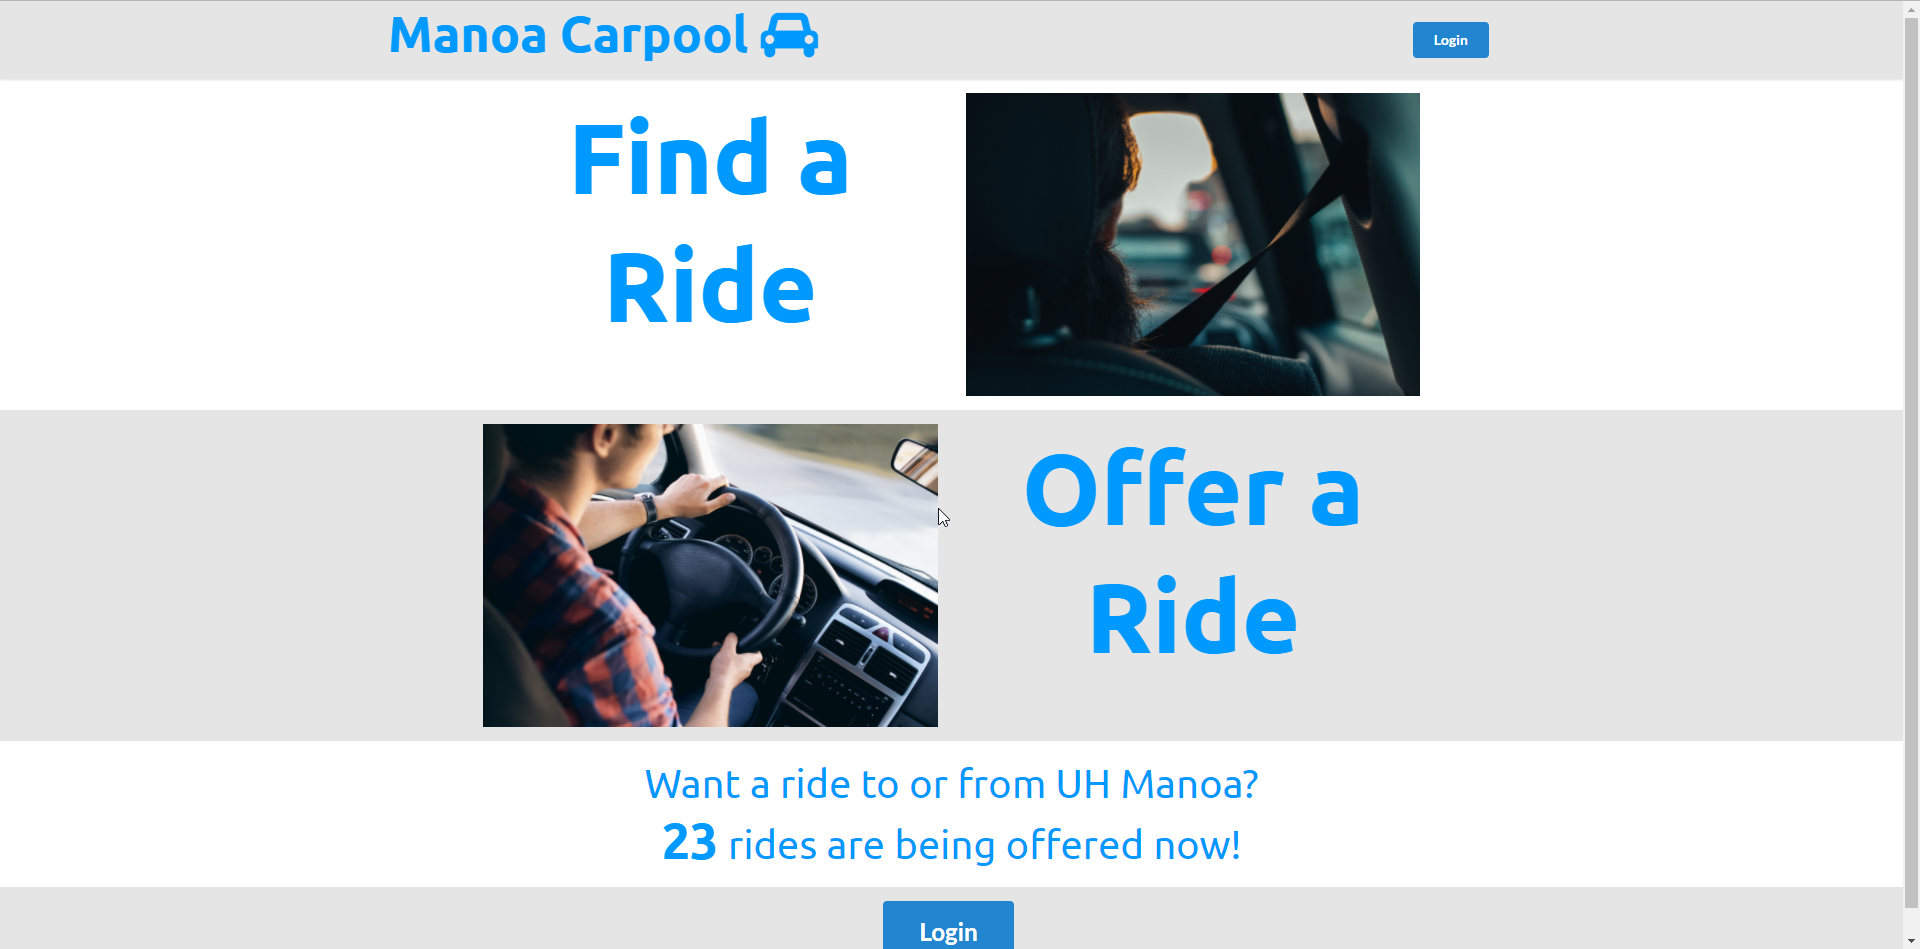 Manoa Carpool
Login
Find a
Ride
Offer a
Ride
Want a ride to or from UH Manoa?
23 rides are being offered now!
Login